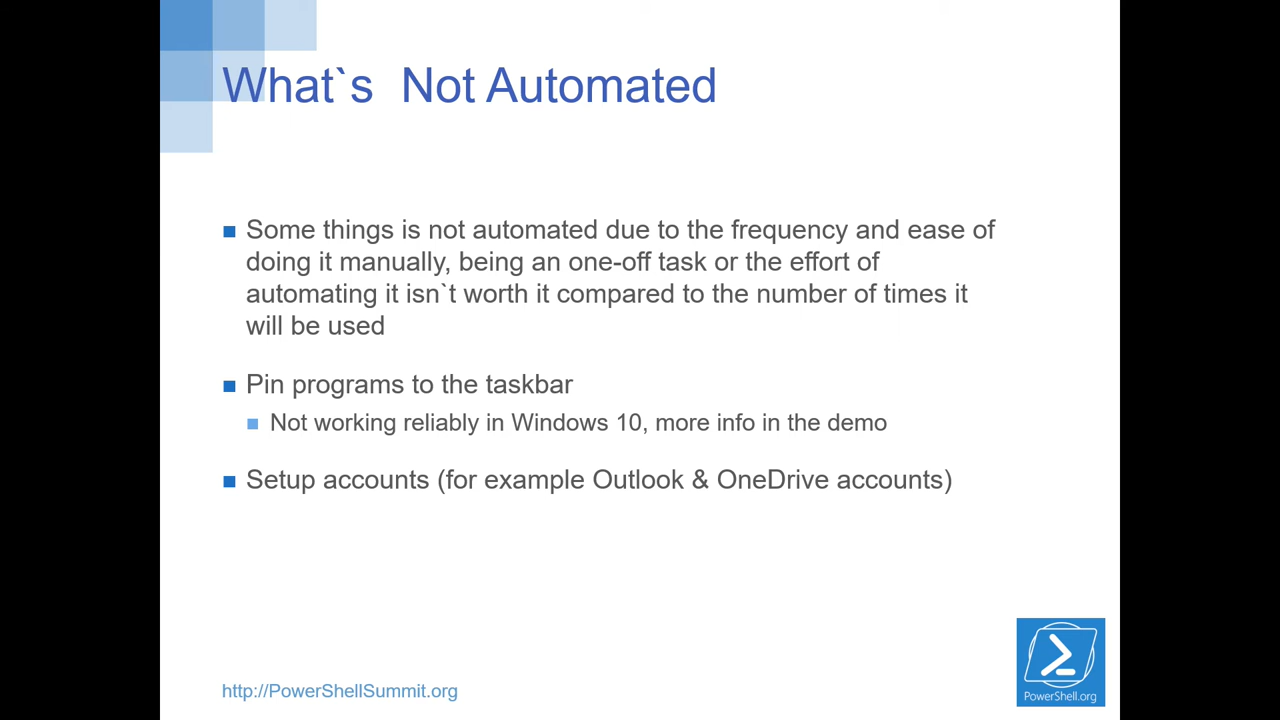 What`s  Not Automated
Some things is not automated due to the frequency and ease of
doing it manually, being an one-off task or the effort of
automating it isn`t worth it compared to the number of times it
will be used
Pin programs to the taskbar
Not working reliably in Windows 10, more info in the demo
Setup accounts (for example Outlook & OneDrive accounts)
http://PowerShellSummit.org
PowerShell.org